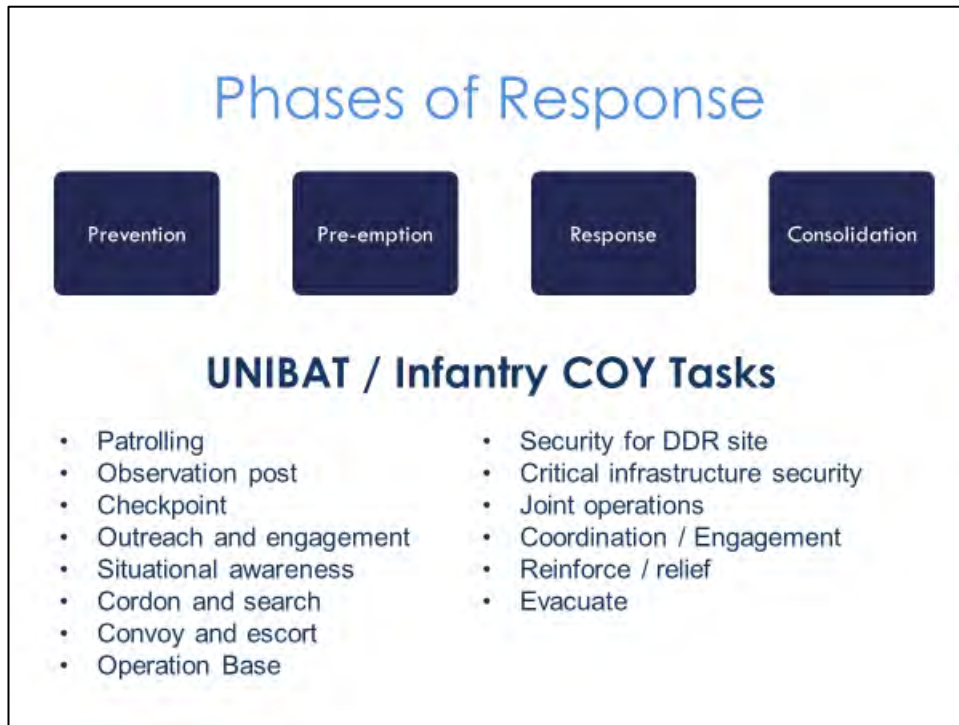 Phases of Response
Prevention
Pre-emption
Response
Consolidation
UNIBAT / Infantry COY Tasks
• Patrolling
• Observation post
• Checkpoint
• Outreach and engagement
• Situational awareness
• Cordon and search
• Convoy and escort
• Operation Base
• Security for DDR site
• Critical infrastructure security
• Joint operations
• Coordination / Engagement
• Reinforce / relief
• Evacuate